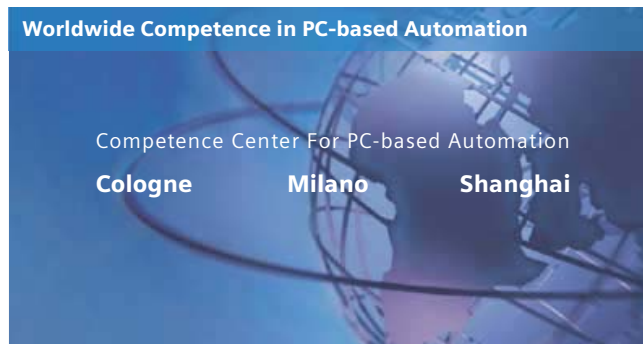 Worldwide Competence in PC-based Automation
Competence Center For PC-based Automation
Cologne Milano Shanghai